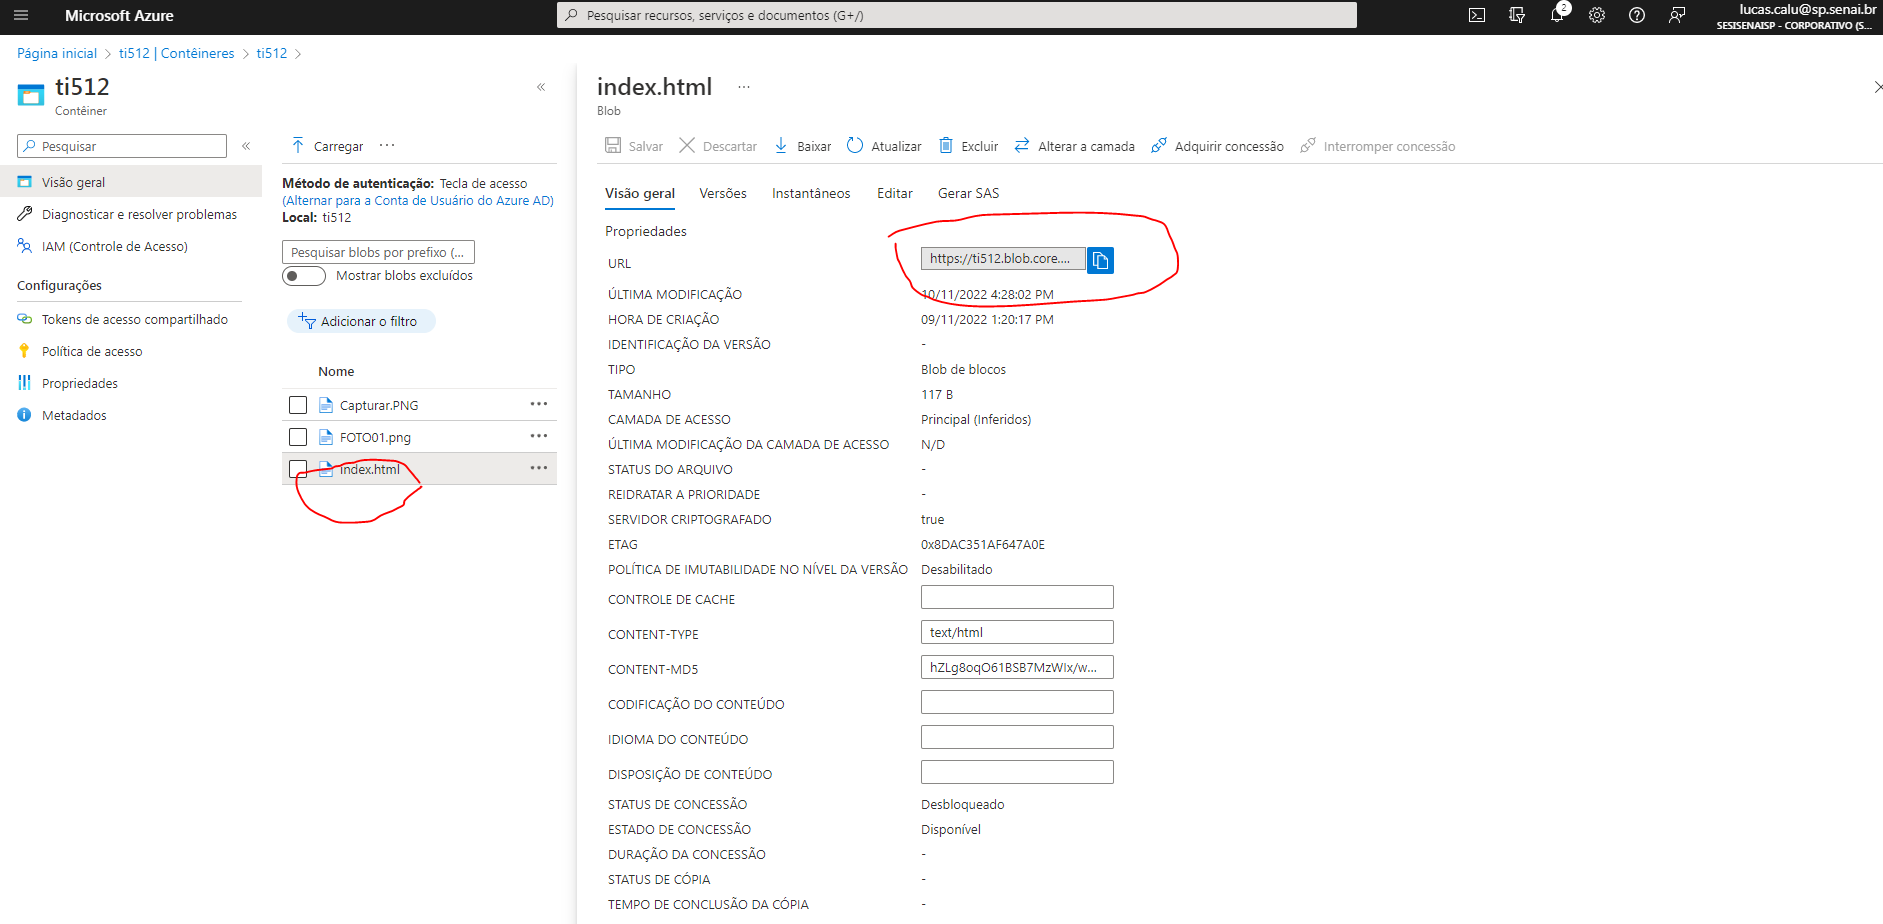 Microsoft Azure
Pesquisar recursos, serviços e documentos (G+/)
2
lucas.calu@sp.senai.br
SESISENAISP - CORPORATIVO (S...
Página inicial > ti512 | Contêineres > ti512 >
ti512
Contêiner
«
Pesquisar
«
Visão geral
Diagnosticar e resolver problemas
IAM (Controle de Acesso)
Configurações
Tokens de acesso compartilhado
Política de acesso
Propriedades
Metadados
Carregar ...
Método de autenticação: Tecla de acesso
(Alternar para a Conta de Usuário do Azure AD)
Local: ti512
Pesquisar blobs por prefixo (...
Mostrar blobs excluídos
Adicionar o filtro
Nome
Capturar.PNG
FOTO01.png
index.html
index.html ...
Blob
Salvar Descartar Baixar Atualizar Excluir Alterar a camada Adquirir concessão Interromper concessão
Visão geral Versões Instantâneos Editar Gerar SAS
Propriedades
URL https://ti512.blob.core....
ÚLTIMA MODIFICAÇÃO 10/11/2022 4:28:02 PM
HORA DE CRIAÇÃO 09/11/2022 1:20:17 PM
IDENTIFICAÇÃO DA VERSÃO -
TIPO Blob de blocos
TAMANHO 117 B
CAMADA DE ACESSO Principal (Inferidos)
ÚLTIMA MODIFICAÇÃO DA CAMADA DE ACESSO N/D
STATUS DO ARQUIVO -
REIDRATAR A PRIORIDADE -
SERVIDOR CRIPTOGRAFADO true
ETAG 0x8DAC351AF647A0E
POLÍTICA DE IMUTABILIDADE NO NÍVEL DA VERSÃO Desabilitado
CONTROLE DE CACHE
CONTENT-TYPE text/html
CONTENT-MD5 hZLg8oqO61BSB7MzWIx/w...
CODIFICAÇÃO DO CONTEÚDO
IDIOMA DO CONTEÚDO
DISPOSIÇÃO DE CONTEÚDO
STATUS DE CONCESSÃO Desbloqueado
ESTADO DE CONCESSÃO Disponível
DURAÇÃO DA CONCESSÃO -
STATUS DE CÓPIA -
TEMPO DE CONCLUSÃO DA CÓPIA -